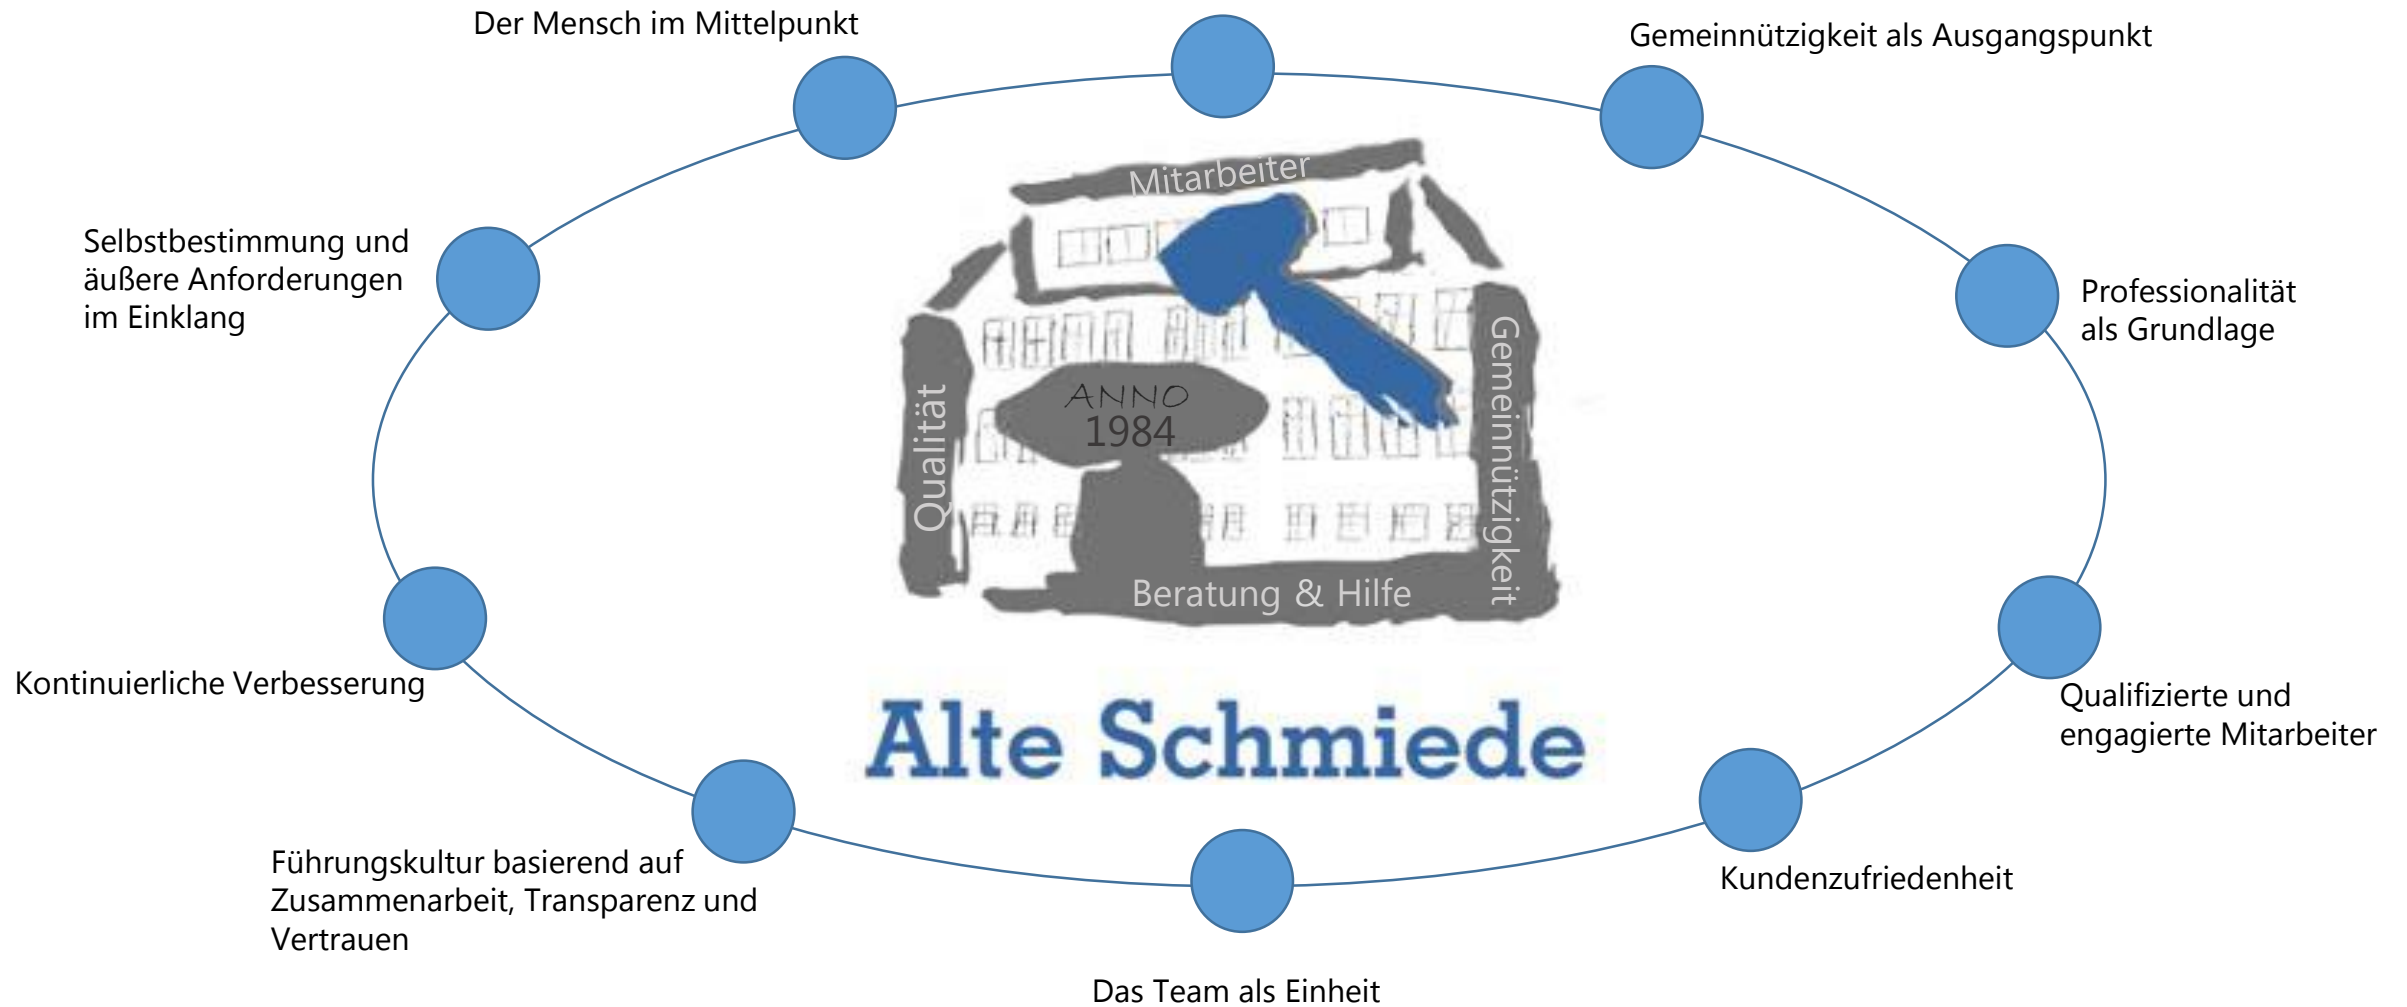 Der Mensch im Mittelpunkt
Gemeinnützigkeit als Ausgangspunkt
Mitarbeiter
Selbstbestimmung und
äußere Anforderungen
im Einklang
Professionalität
als Grundlage
Qualität
ANNO
1984
Gemeinnützigkeit
Beratung & Hilfe
Kontinuierliche Verbesserung
Qualifizierte und
engagierte Mitarbeiter
Alte Schmiede
Führungskultur basierend auf
Zusammenarbeit, Transparenz und
Vertrauen
Kundenzufriedenheit
Das Team als Einheit